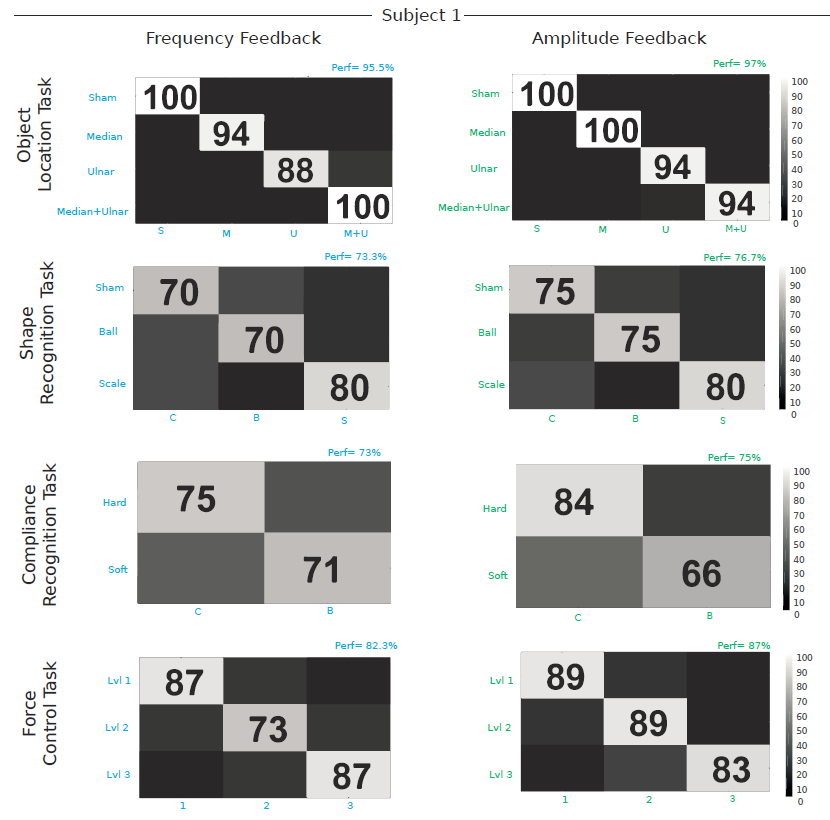 Subject 1
Frequency Feedback
Amplitude Feedback
Object
Location Task
Perf= 95.5%
Sham
Median
Ulnar
Median+Ulnar
100
94
88
100
S
M
U
M+U
Perf= 97%
Sham
Median
Ulnar
Median+Ulnar
100
100
94
94
S
M
U
M+U
100
90
80
70
60
50
40
30
20
10
0
Shape
Recognition Task
Perf= 73.3%
Sham
Ball
Scale
70
70
80
C
B
S
Perf= 76.7%
Sham
Ball
Scale
75
75
80
C
B
S
100
90
80
70
60
50
40
30
20
10
0
Compliance
Recognition Task
Perf= 73%
Hard
Soft
75
71
C
B
Perf= 75%
Hard
Soft
84
66
C
B
100
90
80
70
60
50
40
30
20
10
0
Force
Control Task
Perf= 82.3%
Lvl 1
Lvl 2
Lvl 3
87
73
87
1
2
3
Perf= 87%
Lvl 1
Lvl 2
Lvl 3
89
89
83
1
2
3
100
90
80
70
60
50
40
30
20
10
0